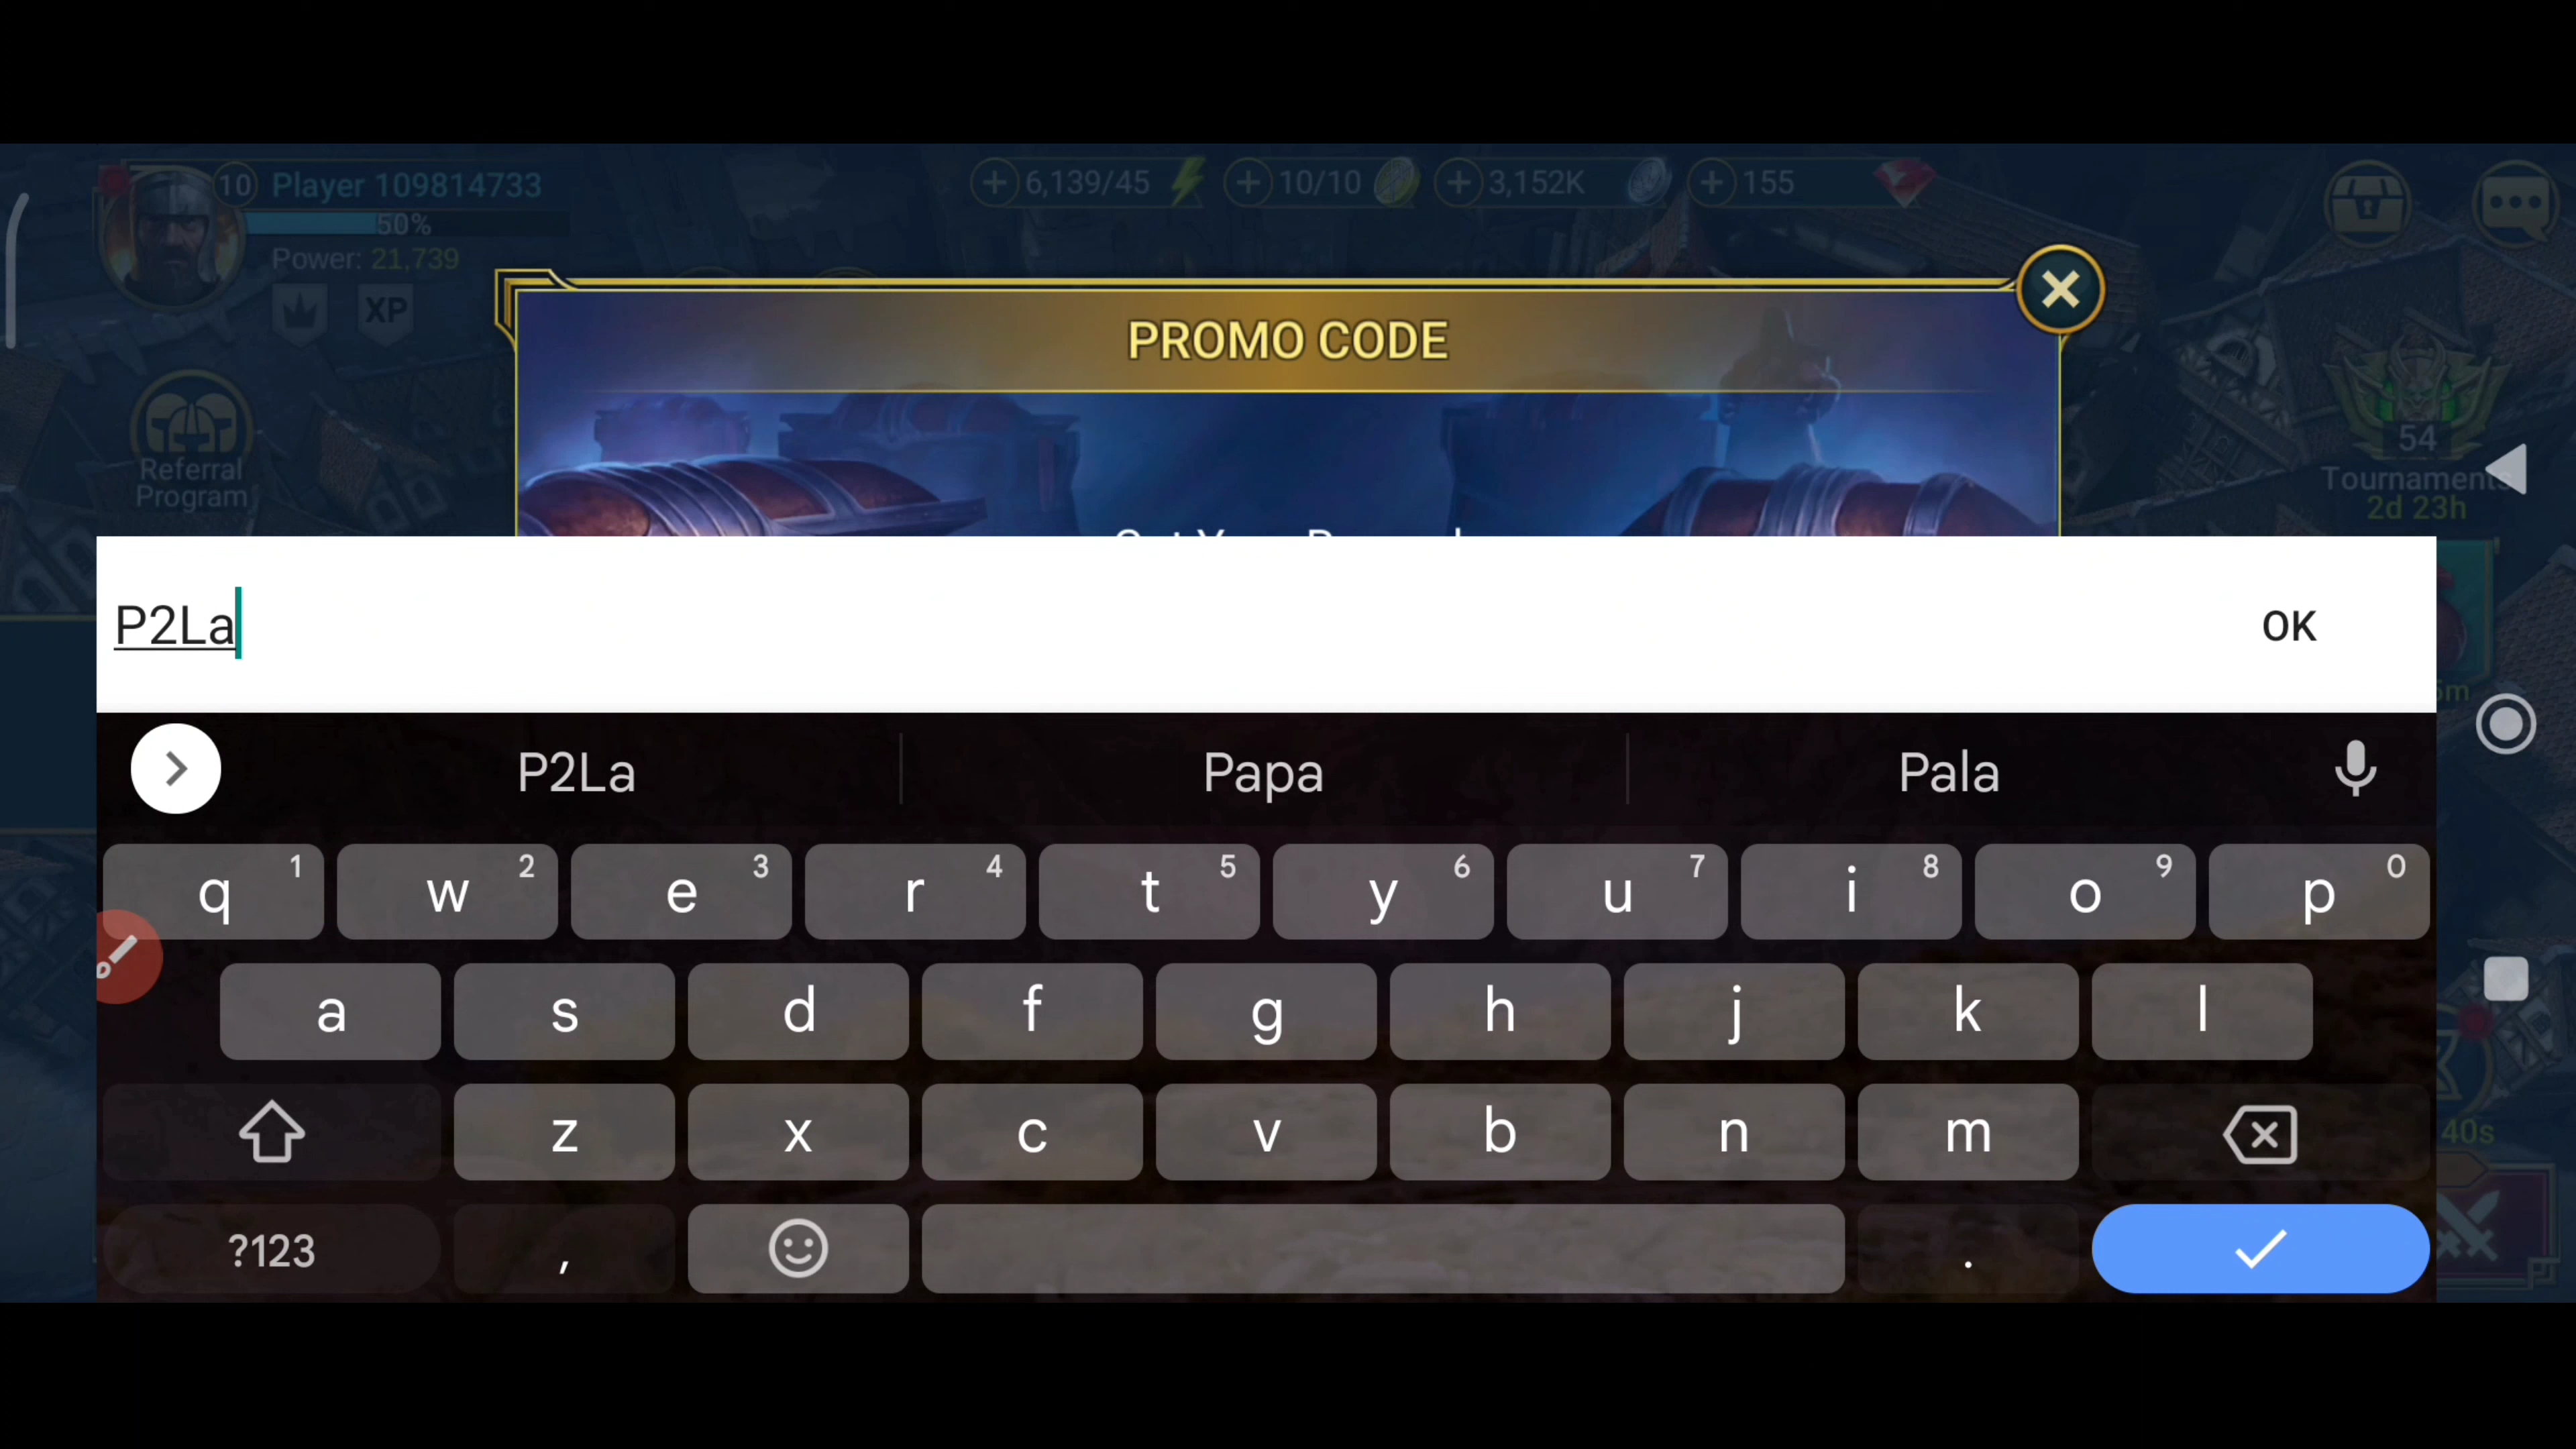 10 Player 109814733
50%
Power: 21,739
XP
6,139/45
10/10
3,152K
155
PROMO CODE
Referral
Program
54
Tournaments
2d 23h
P2La
OK
P2La Papa Pala
q 1 w 2 e 3 r 4 t 5 y 6 u 7 i 8 o 9 p 0
a s d f g h j k l
z x c v b n m
40s
?123 , .